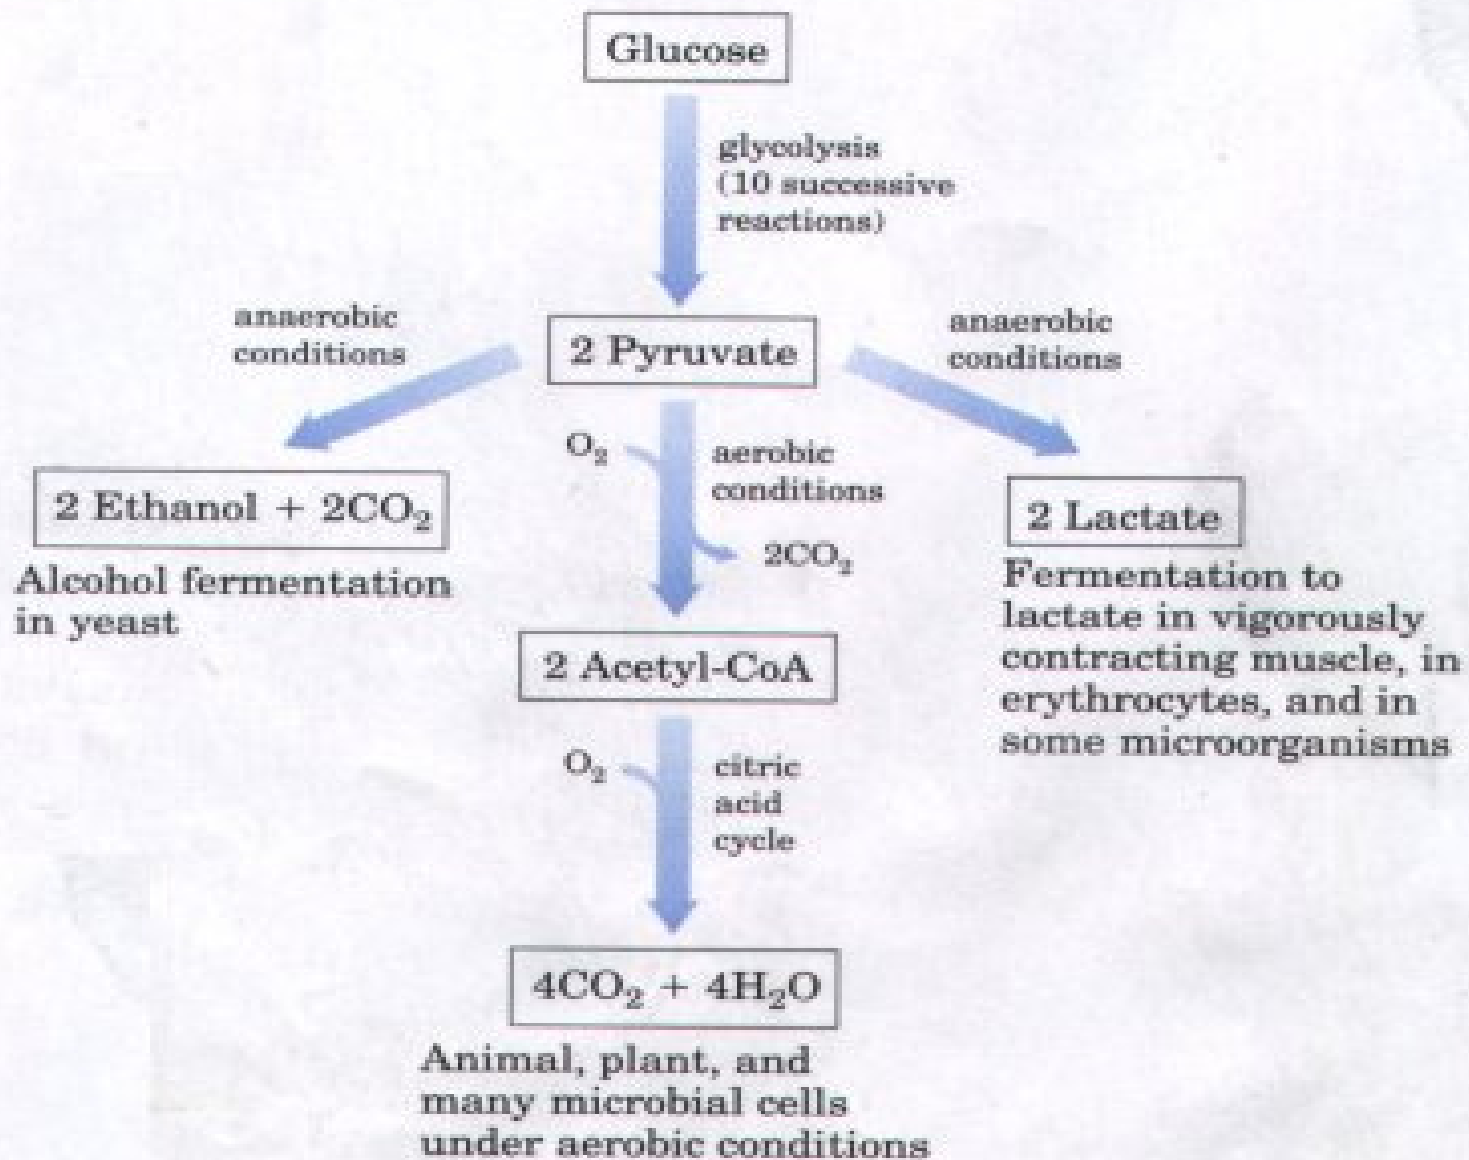 Glucose
glycolysis
(10 successive
reactions)
anaerobic
conditions
2 Pyruvate
anaerobic
conditions
O₂
aerobic
conditions
2CO₂
2 Ethanol + 2CO₂
Alcohol fermentation
in yeast
2 Lactate
Fermentation to
lactate in vigorously
contracting muscle, in
erythrocytes, and in
some microorganisms
2 Acetyl-CoA
O₂
citric
acid
cycle
4CO₂ + 4H₂O
Animal, plant, and
many microbial cells
under aerobic conditions